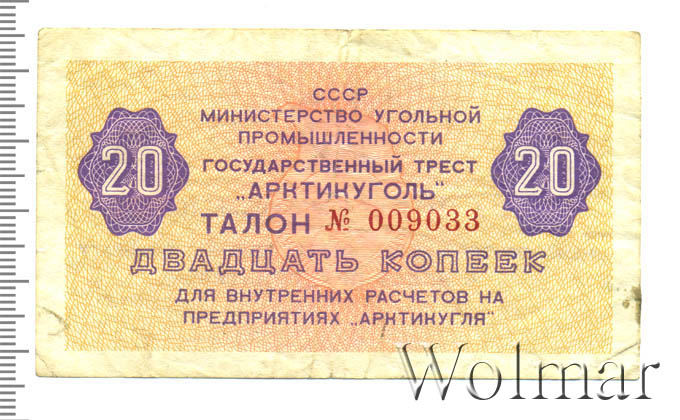 СССР
МИНИСТЕРСТВО УГОЛЬНОЙ
ПРОМЫШЛЕННОСТИ
ГОСУДАРСТВЕННЫЙ ТРЕСТ
„АРКТИКУГОЛЬ"
20
20
ТАЛОН № 009033
ДВАДЦАТЬ КОПЕЕК
ДЛЯ ВНУТРЕННИХ РАСЧЕТОВ НА
ПРЕДПРИЯТИЯХ „АРКТИКУГЛЯ"
Wolmar